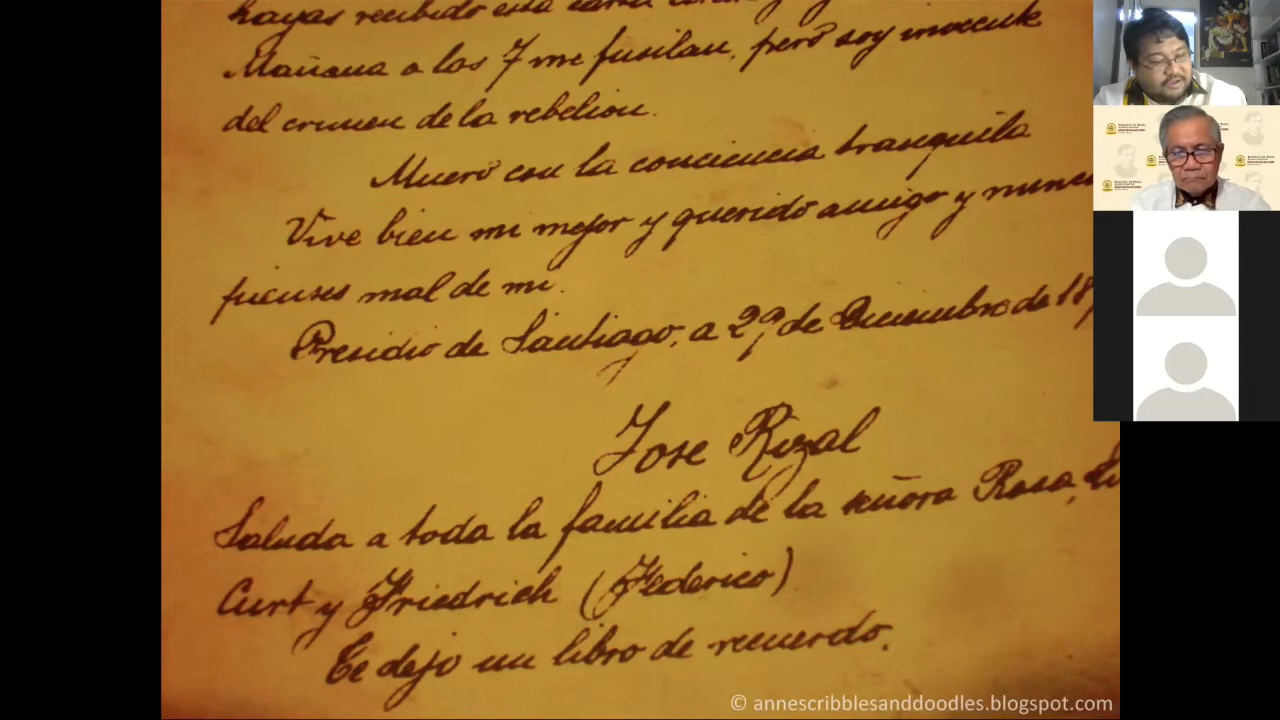 hayas recibido esta carta
Mañana a las 7 me fusilan, pero soy inocente
del crimen de la rebelion.
Muero con la conciencia tranquila
Vive bien mi mejor y querido amigo y nunca
pienses mal de mi.
Presidio de Santiago, a 29 de Diciembro de 18
Jose Rizal
Saluda a toda la familia de la señora Rosa,
Curt y Friedrich (Federico)
Te dejo un libro de recuerdo.
© annescribblesanddoodles.blogspot.com